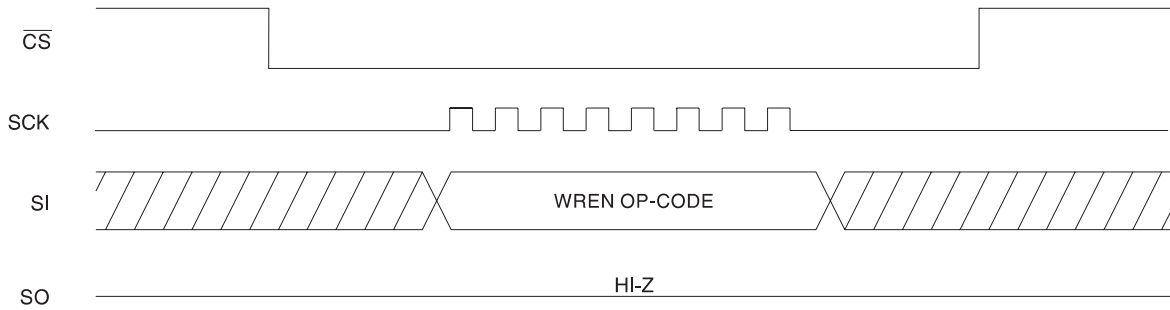 CS
SCK
SI
WREN OP-CODE
HI-Z
SO